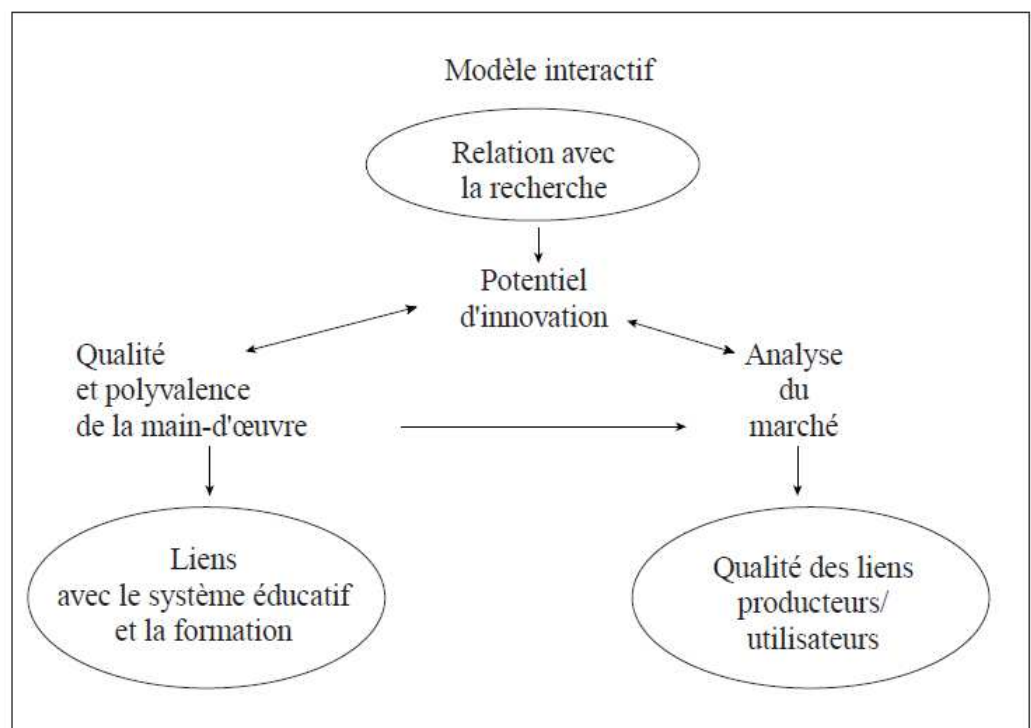 Modèle interactif
Relation avec
la recherche
Potentiel
d'innovation
Qualité
et polyvalence
de la main-d'œuvre
Analyse
du
marché
Liens
avec le système éducatif
et la formation
Qualité des liens
producteurs/
utilisateurs